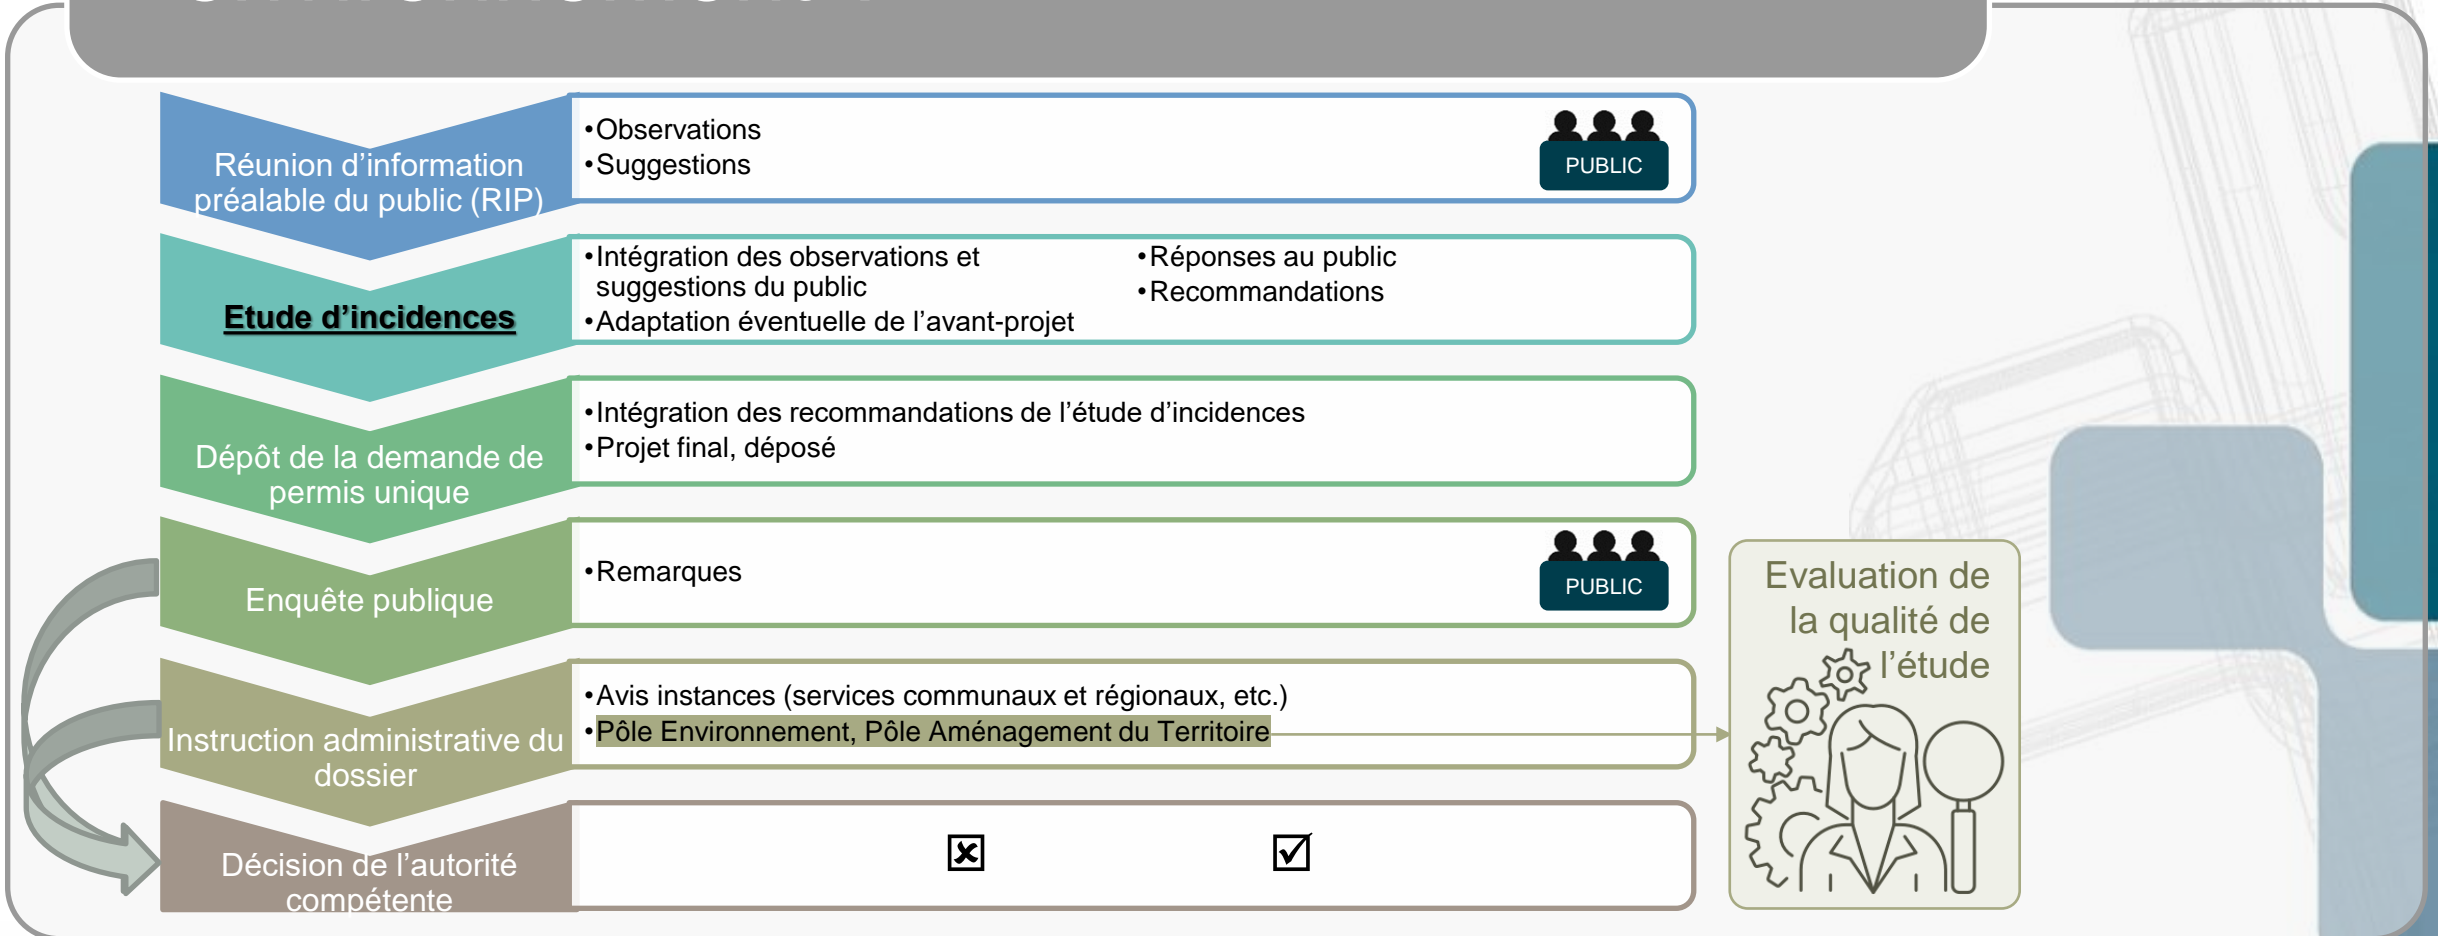 Réunion d'information
préalable du public (RIP)
•Observations
•Suggestions
PUBLIC
Etude d'incidences
•Intégration des observations et
suggestions du public
•Adaptation éventuelle de l'avant-projet
•Réponses au public
•Recommandations
Dépôt de la demande de
permis unique
•Intégration des recommandations de l'étude d'incidences
•Projet final, déposé
Enquête publique
•Remarques
PUBLIC
Instruction administrative du
dossier
•Avis instances (services communaux et régionaux, etc.)
•Pôle Environnement, Pôle Aménagement du Territoire
Evaluation de
la qualité de
l'étude
Décision de l'autorité
compétente